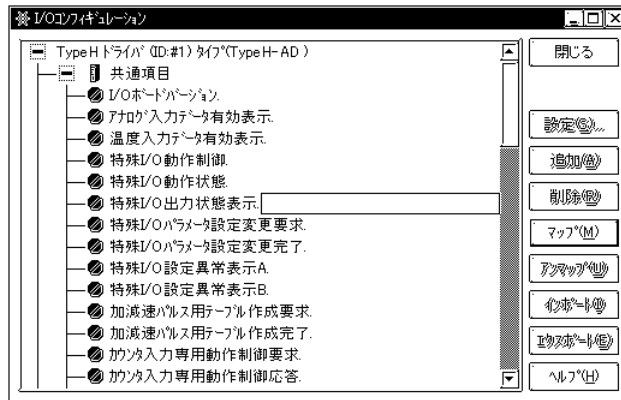 I/Oコンフィギュレーション
TypeH ドライバ (ID:#1) タイプ(TypeH-AD )
共通項目
I/Oボードバージョン.
アナログ入力データ有効表示.
温度入力データ有効表示.
特殊I/O動作制御.
特殊I/O動作状態.
特殊I/O出力状態表示.
特殊I/Oパラメータ設定変更要求.
特殊I/Oパラメータ設定変更完了.
特殊I/O設定異常表示A.
特殊I/O設定異常表示B.
加減速パルス用テーブル作成要求.
加減速パルス用テーブル作成完了.
カウンタ入力専用動作制御要求.
カウンタ入力専用動作制御応答.
閉じる
設定(S)...
追加(A)
削除(R)
マップ(M)
アンマップ(U)
インポート(I)
エクスポート(E)
ヘルプ(H)